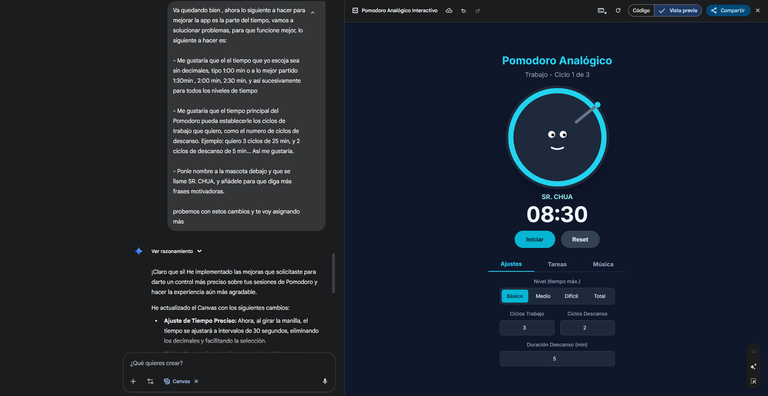 Va quedando bien , ahora lo siguiente a hacer para
mejorar la app es la parte del tiempo, vamos a
solucionar problemas, para que funcione mejor, lo
siguiente a hacer es:
- Me gustaría que el el tiempo que yo escoja sea
sin decimales, tipo 1:00 min o a lo mejor partido
1:30min , 2:00 min, 2:30 min, y así sucesivamente
para todos los niveles de tiempo
- Me gustaría que el tiempo principal del
Pomodoro pueda establecerle los ciclos de
trabajo que quiero, como el numero de ciclos de
descanso. Ejemplo: quiero 3 ciclos de 25 min, y 2
ciclos de descanso de 5 min... Asi me gustaría.
- Ponle nombre a la mascota debajo y que se
llame SR. CHUA, y añádele para que diga más
frases motivadoras.
probemos con estos cambios y te voy asignando
más
Ver razonamiento
¡Claro que sí! He implementado las mejoras que solicitaste para
darte un control más preciso sobre tus sesiones de Pomodoro y
hacer la experiencia aún más agradable.
He actualizado el Canvas con los siguientes cambios:
• Ajuste de Tiempo Preciso: Ahora, al girar la manilla, el
tiempo se ajustará a intervalos de 30 segundos, eliminando
los decimales y facilitando la selección.
¿Qué quieres crear?
Canvas
Pomodoro Analógico Interactivo
Código
Vista previa
Compartir
Pomodoro Analógico
Trabajo - Ciclo 1 de 3
SR. CHUA
08:30
Iniciar
Reset
Ajustes
Tareas
Música
Nivel (tiempo máx.)
Básico
Medio
Difícil
Total
Ciclos Trabajo
Ciclos Descanso
3
2
Duración Descanso (min)
5